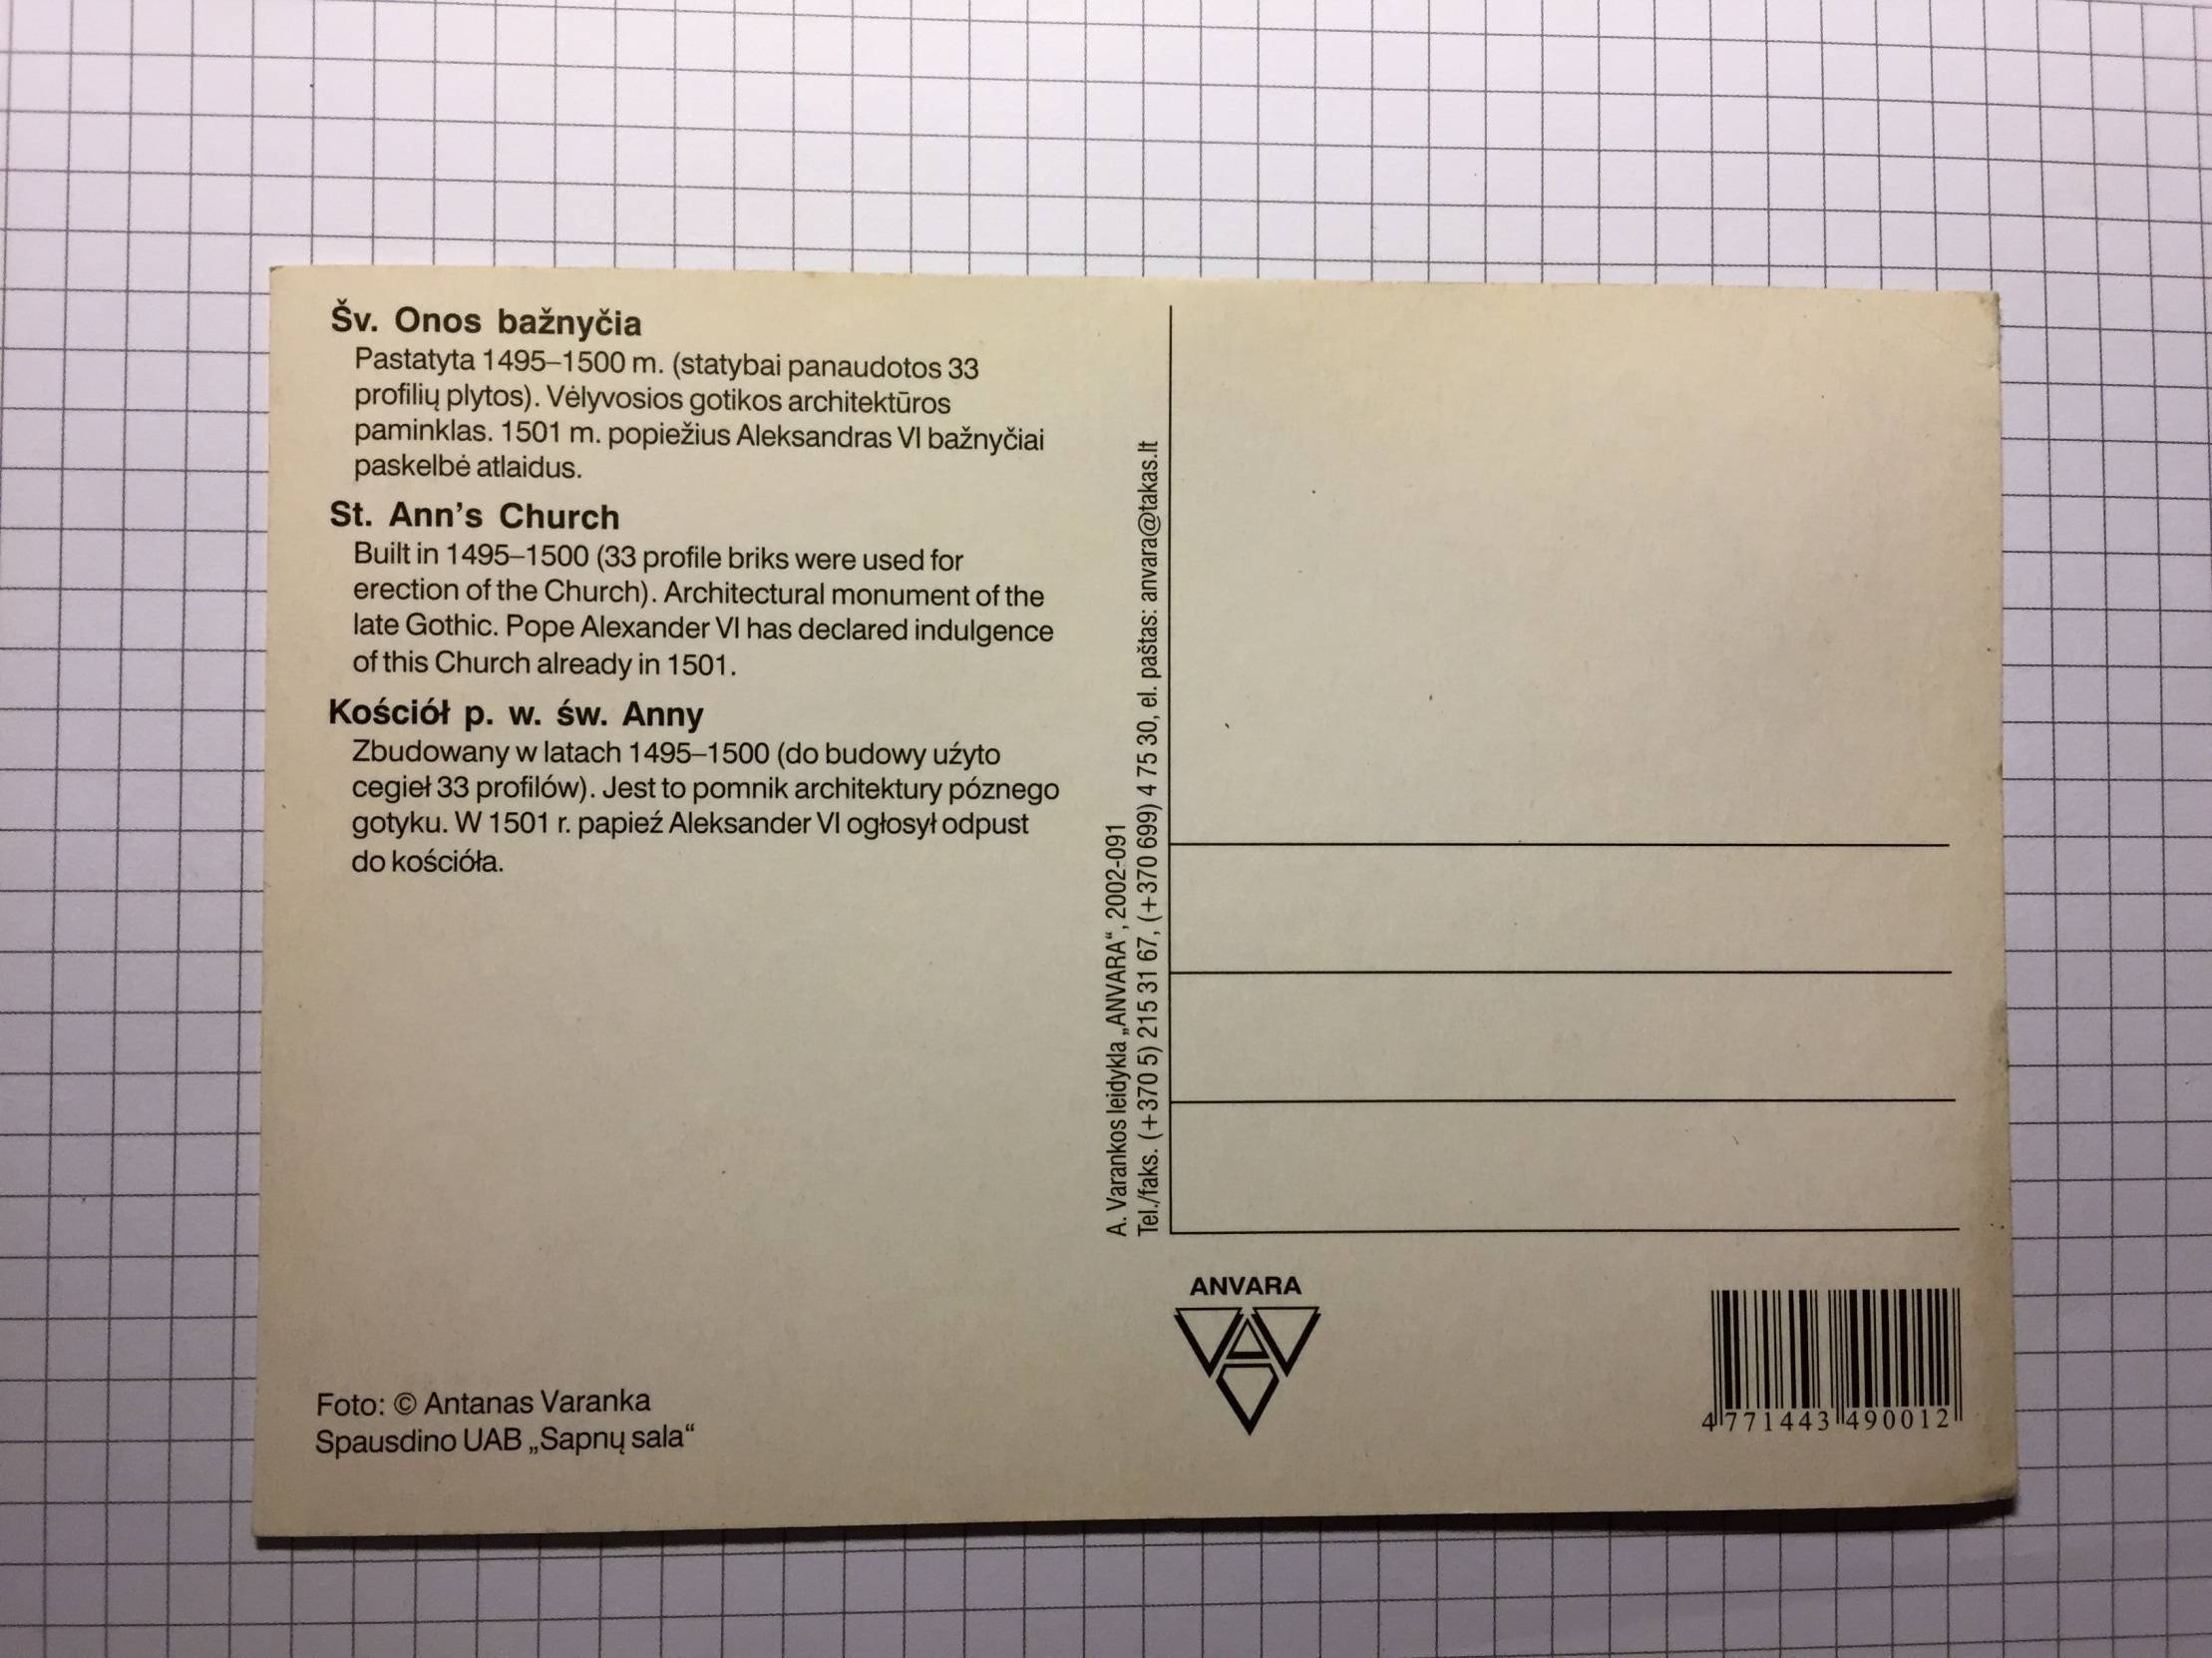 Šv. Onos bažnyčia
Pastatyta 1495–1500 m. (statybai panaudotos 33
profilių plytos). Vėlyvosios gotikos architektūros
paminklas. 1501 m. popiežius Aleksandras VI bažnyčiai
paskelbė atlaidus.
St. Ann's Church
Built in 1495–1500 (33 profile briks were used for
erection of the Church). Architectural monument of the
late Gothic. Pope Alexander VI has declared indulgence
of this Church already in 1501.
Kościół p. w. św. Anny
Zbudowany w latach 1495–1500 (do budowy uźyto
cegieł 33 profilów). Jest to pomnik architektury póznego
gotyku. W 1501 r. papieź Aleksander VI ogłosył odpust
do kościóła.
Foto: © Antanas Varanka
Spausdino UAB „Sapnų sala“
A. Varankos leidykla „ANVARA“, 2002-091
Tel./faks. (+370 5) 215 31 67, (+370 699) 4 75 30, el. paštas: anvara@takas.lt
ANVARA
4 771443 490012